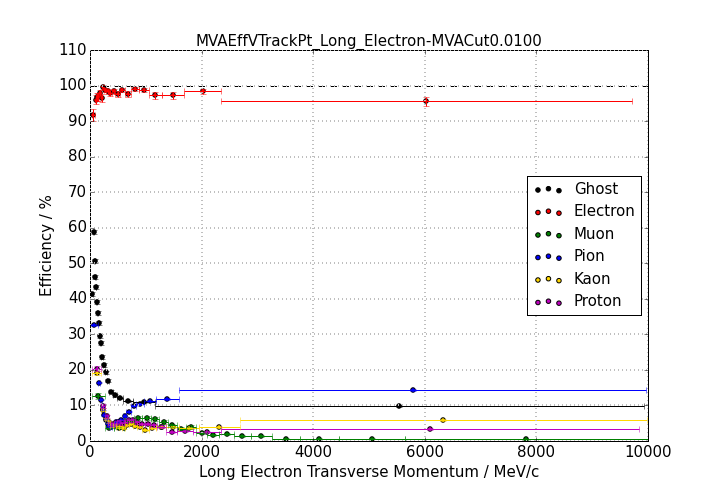 MVAEffVTrackPt_Long_Electron-MVACut0.0100
110
100
90
80
70
60
50
40
30
20
10
0
Efficiency / %
Ghost
Electron
Muon
Pion
Kaon
Proton
0 2000 4000 6000 8000 10000
Long Electron Transverse Momentum / MeV/c